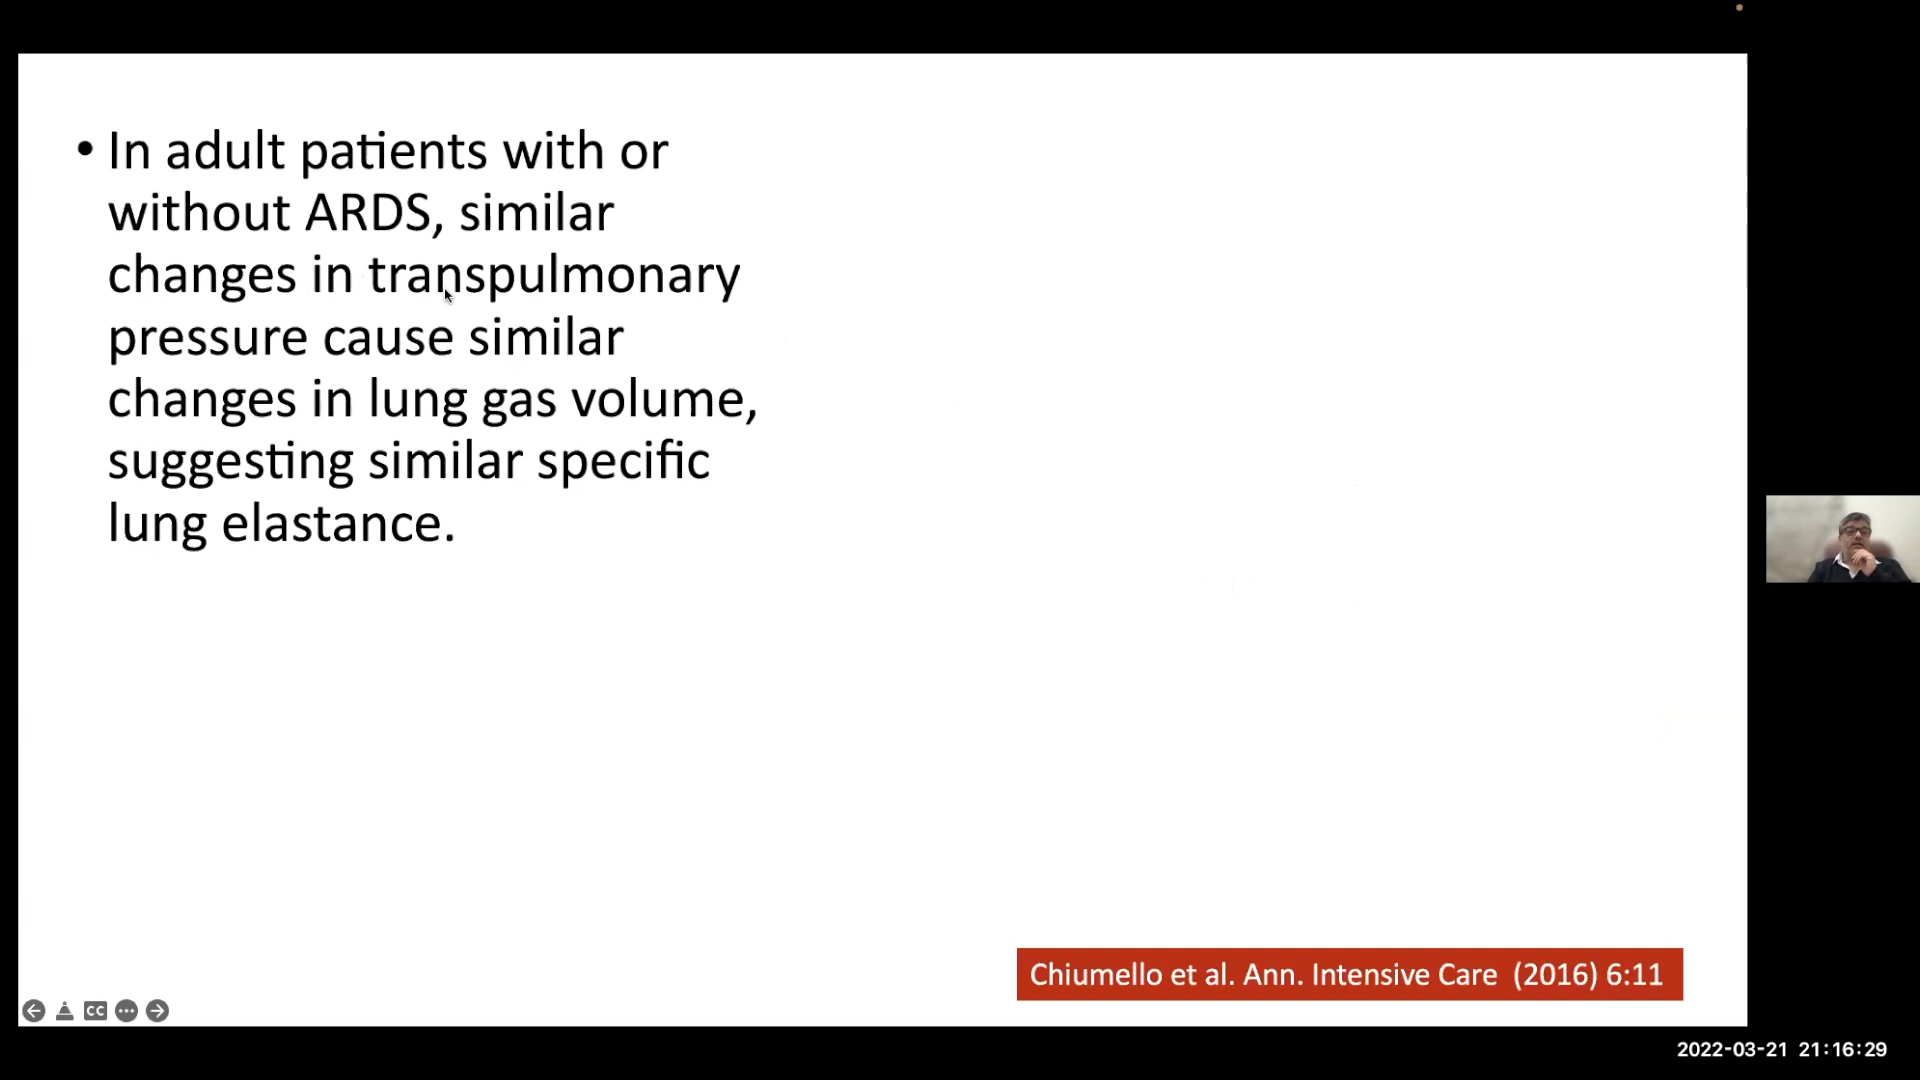 • In adult patients with or
without ARDS, similar
changes in transpulmonary
pressure cause similar
changes in lung gas volume,
suggesting similar specific
lung elastance.
Chiumello et al. Ann. Intensive Care (2016) 6:11
CC
2022-03-21 21:16:29